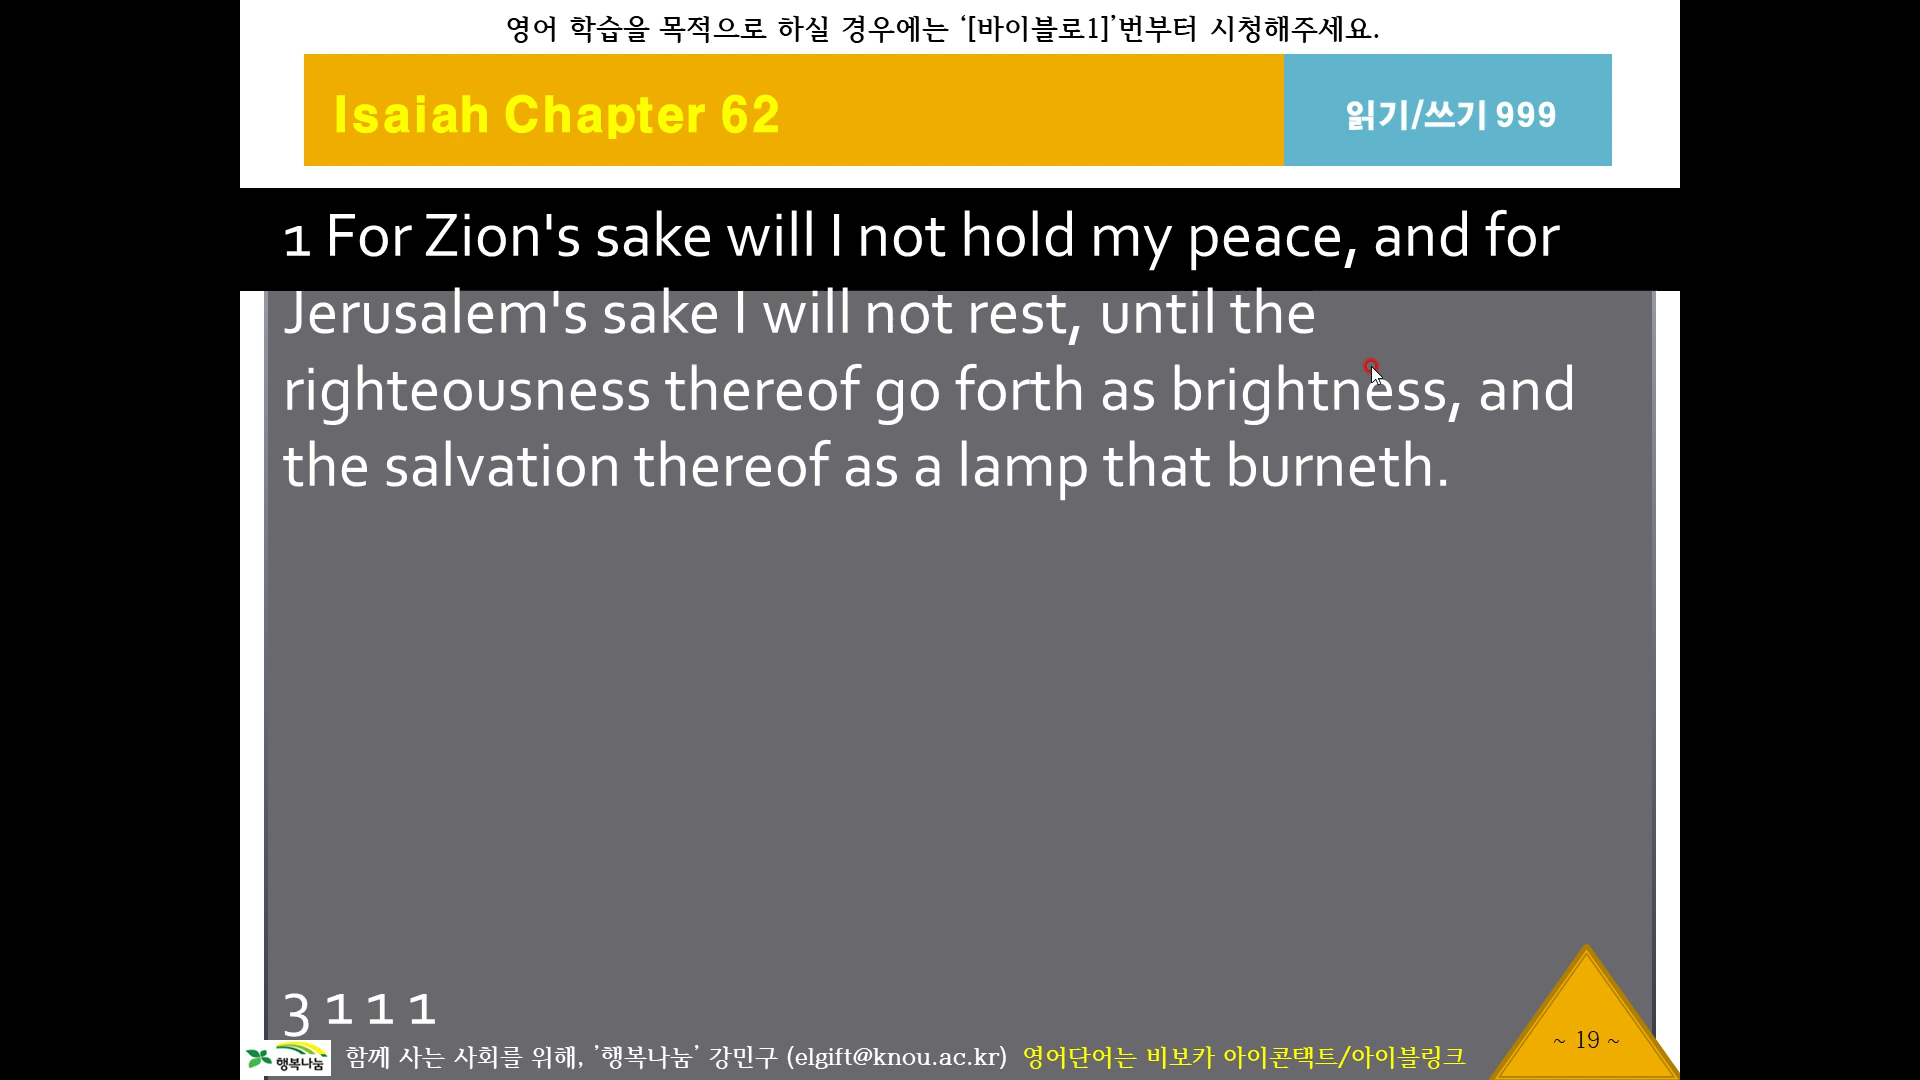 영어 학습을 목적으로 하실 경우에는 ‘[바이블로1]’번부터 시청해주세요.
Isaiah Chapter 62
읽기/쓰기 999
1 For Zion's sake will I not hold my peace, and for
Jerusalem's sake I will not rest, until the
righteousness thereof go forth as brightness, and
the salvation thereof as a lamp that burneth.
3 1 1 1
~ 19 ~
행복나눔
함께 사는 사회를 위해, ’행복나눔’ 강민구 (elgift@knou.ac.kr) 영어단어는 비보카 아이콘택트/아이블링크